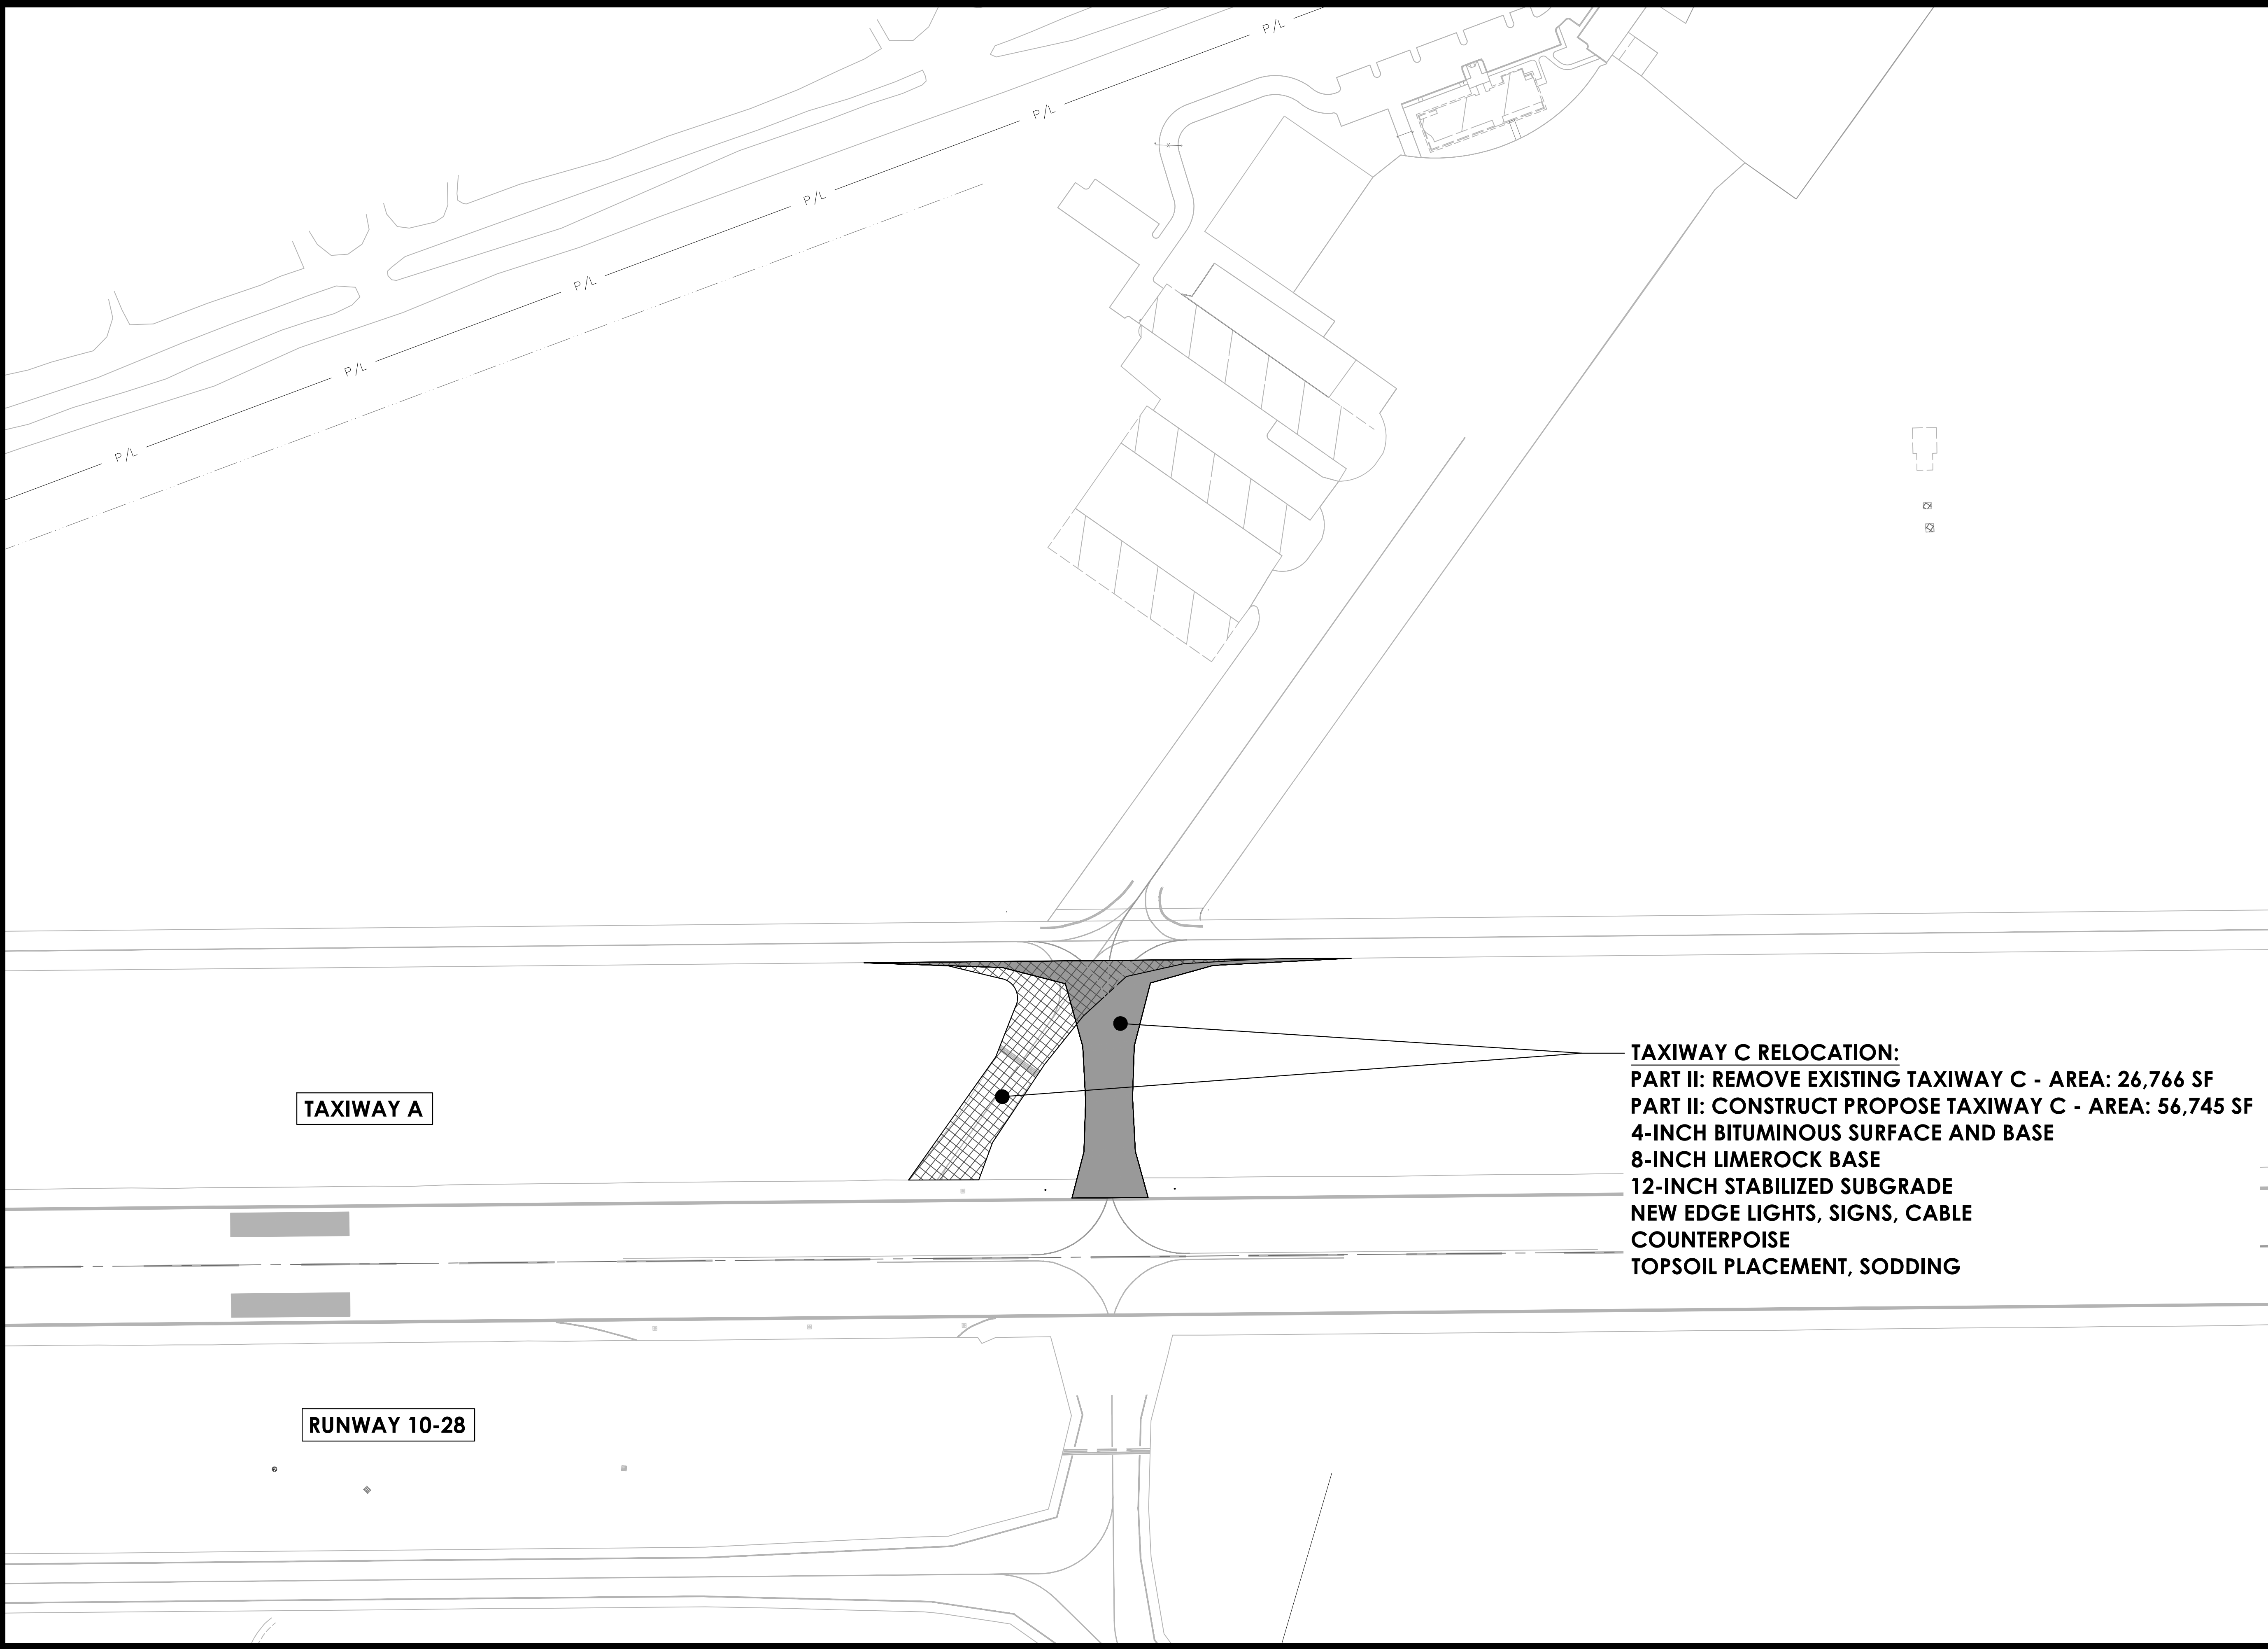 P/L
P/L
P/L
P/L
P/L
P/L
TAXIWAY C RELOCATION:
PART II: REMOVE EXISTING TAXIWAY C - AREA: 26,766 SF
PART II: CONSTRUCT PROPOSE TAXIWAY C - AREA: 56,745 SF
4-INCH BITUMINOUS SURFACE AND BASE
8-INCH LIMEROCK BASE
12-INCH STABILIZED SUBGRADE
NEW EDGE LIGHTS, SIGNS, CABLE
COUNTERPOISE
TOPSOIL PLACEMENT, SODDING
TAXIWAY A
RUNWAY 10-28